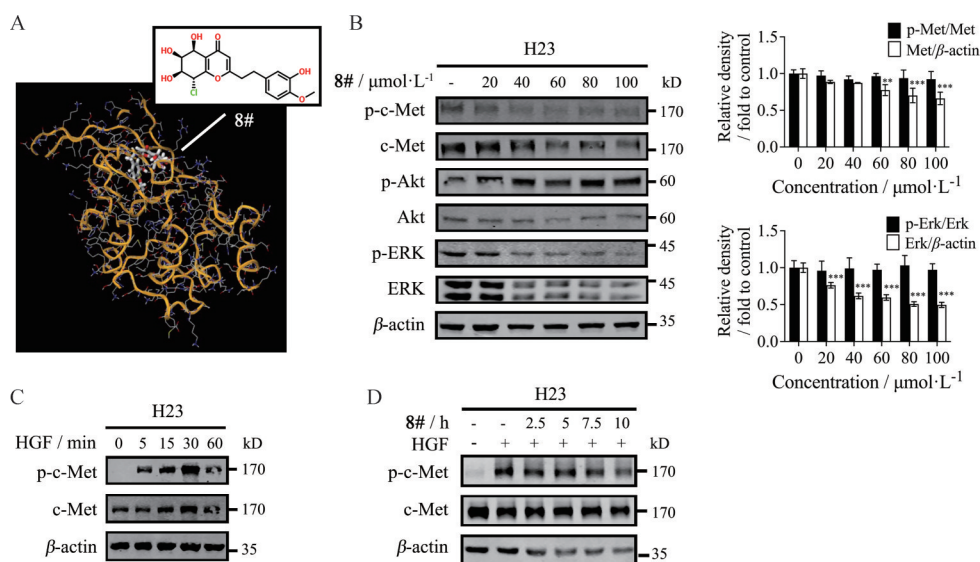 A
OH
O
HO
HO
O
Cl
OH
O
8#
B
H23
8# / μmol·L-1 - 20 40 60 80 100 kD
p-c-Met 170
c-Met 170
p-Akt 60
Akt 60
p-ERK 45
ERK 45
β-actin 35
p-Met/Met
Met/β-actin
Relative density
/ fold to control
1.5
1.0
0.5
0.0
** *** ***
0 20 40 60 80 100
Concentration / μmol·L-1
p-Erk/Erk
Erk/β-actin
Relative density
/ fold to control
1.5
1.0
0.5
0.0
*** *** *** *** ***
0 20 40 60 80 100
Concentration / μmol·L-1
C
H23
HGF / min 0 5 15 30 60 kD
p-c-Met 170
c-Met 170
β-actin 35
D
H23
8# / h - - 2.5 5 7.5 10
HGF - + + + + + kD
p-c-Met 170
c-Met 170
β-actin 35